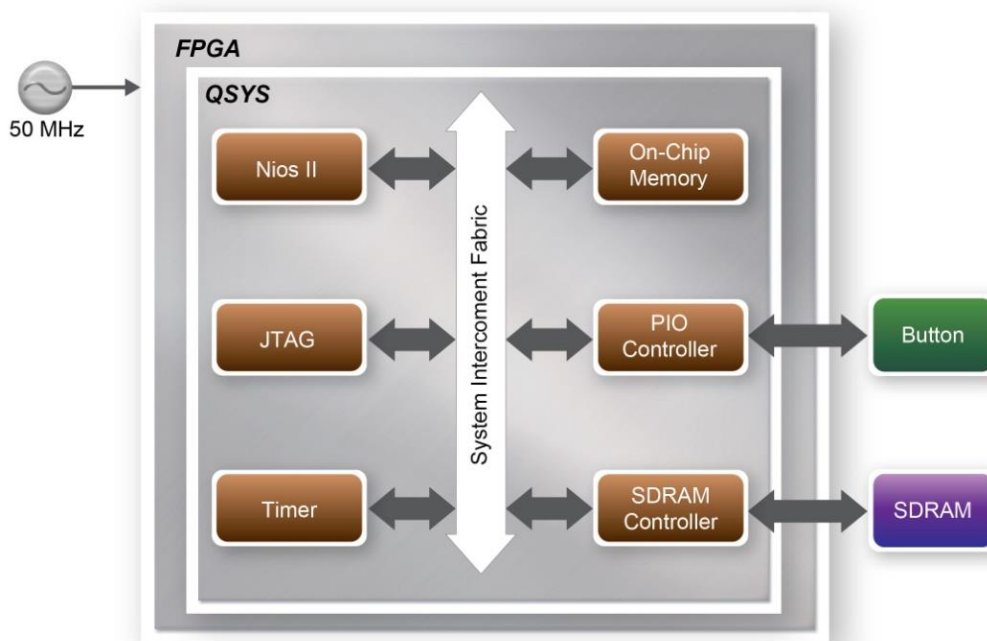 FPGA
50 MHz
QSYS
Nios II
On-Chip
Memory
System Intercoment Fabric
JTAG
PIO
Controller
Button
Timer
SDRAM
Controller
SDRAM